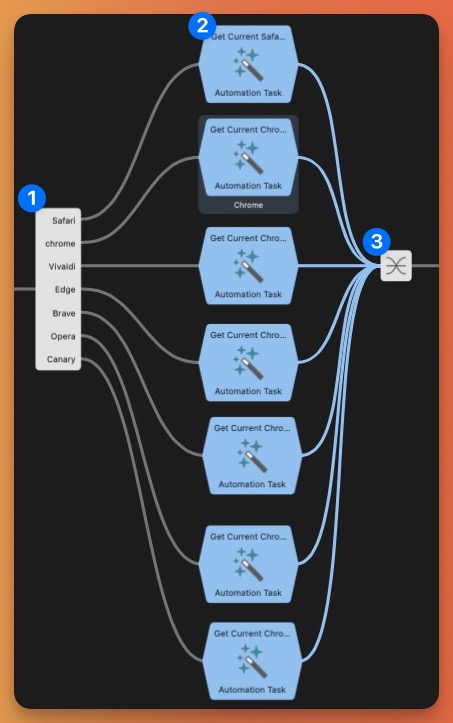 2
Get Current Safa...
Automation Task
Get Current Chro...
Automation Task
Chrome
1
Safari
chrome
Vivaldi
Edge
Brave
Opera
Canary
Get Current Chro...
Automation Task
3
Get Current Chro...
Automation Task
Get Current Chro...
Automation Task
Get Current Chro...
Automation Task
Get Current Chro...
Automation Task